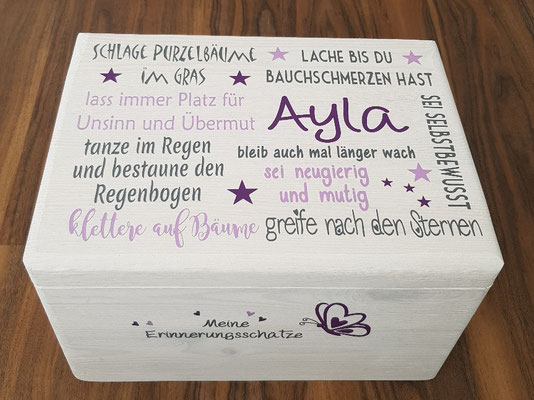 SCHLAGE PURZELBÄUME
IM GRAS
LACHE BIS DU
BAUCHSCHMERZEN HAST
lass immer Platz für
Unsinn und Übermut
Ayla
SEI SELBSTBEWUSST
tanze im Regen
und bestaune den
Regenbogen
bleib auch mal länger wach
sei neugierig
und mutig
klettere auf Bäume
greife nach den Sternen
Meine
Erinnerungsschätze